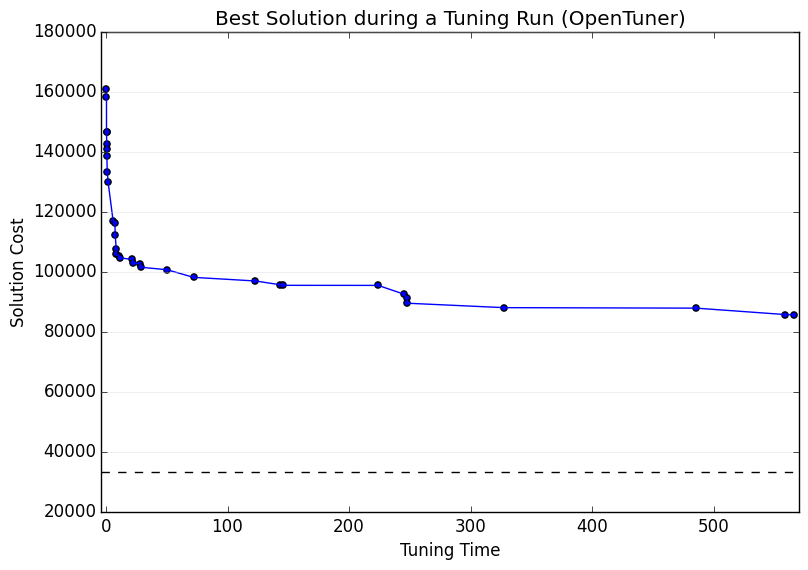 Best Solution during a Tuning Run (OpenTuner)
180000
160000
140000
120000
100000
80000
60000
40000
20000
Solution Cost
0 100 200 300 400 500
Tuning Time